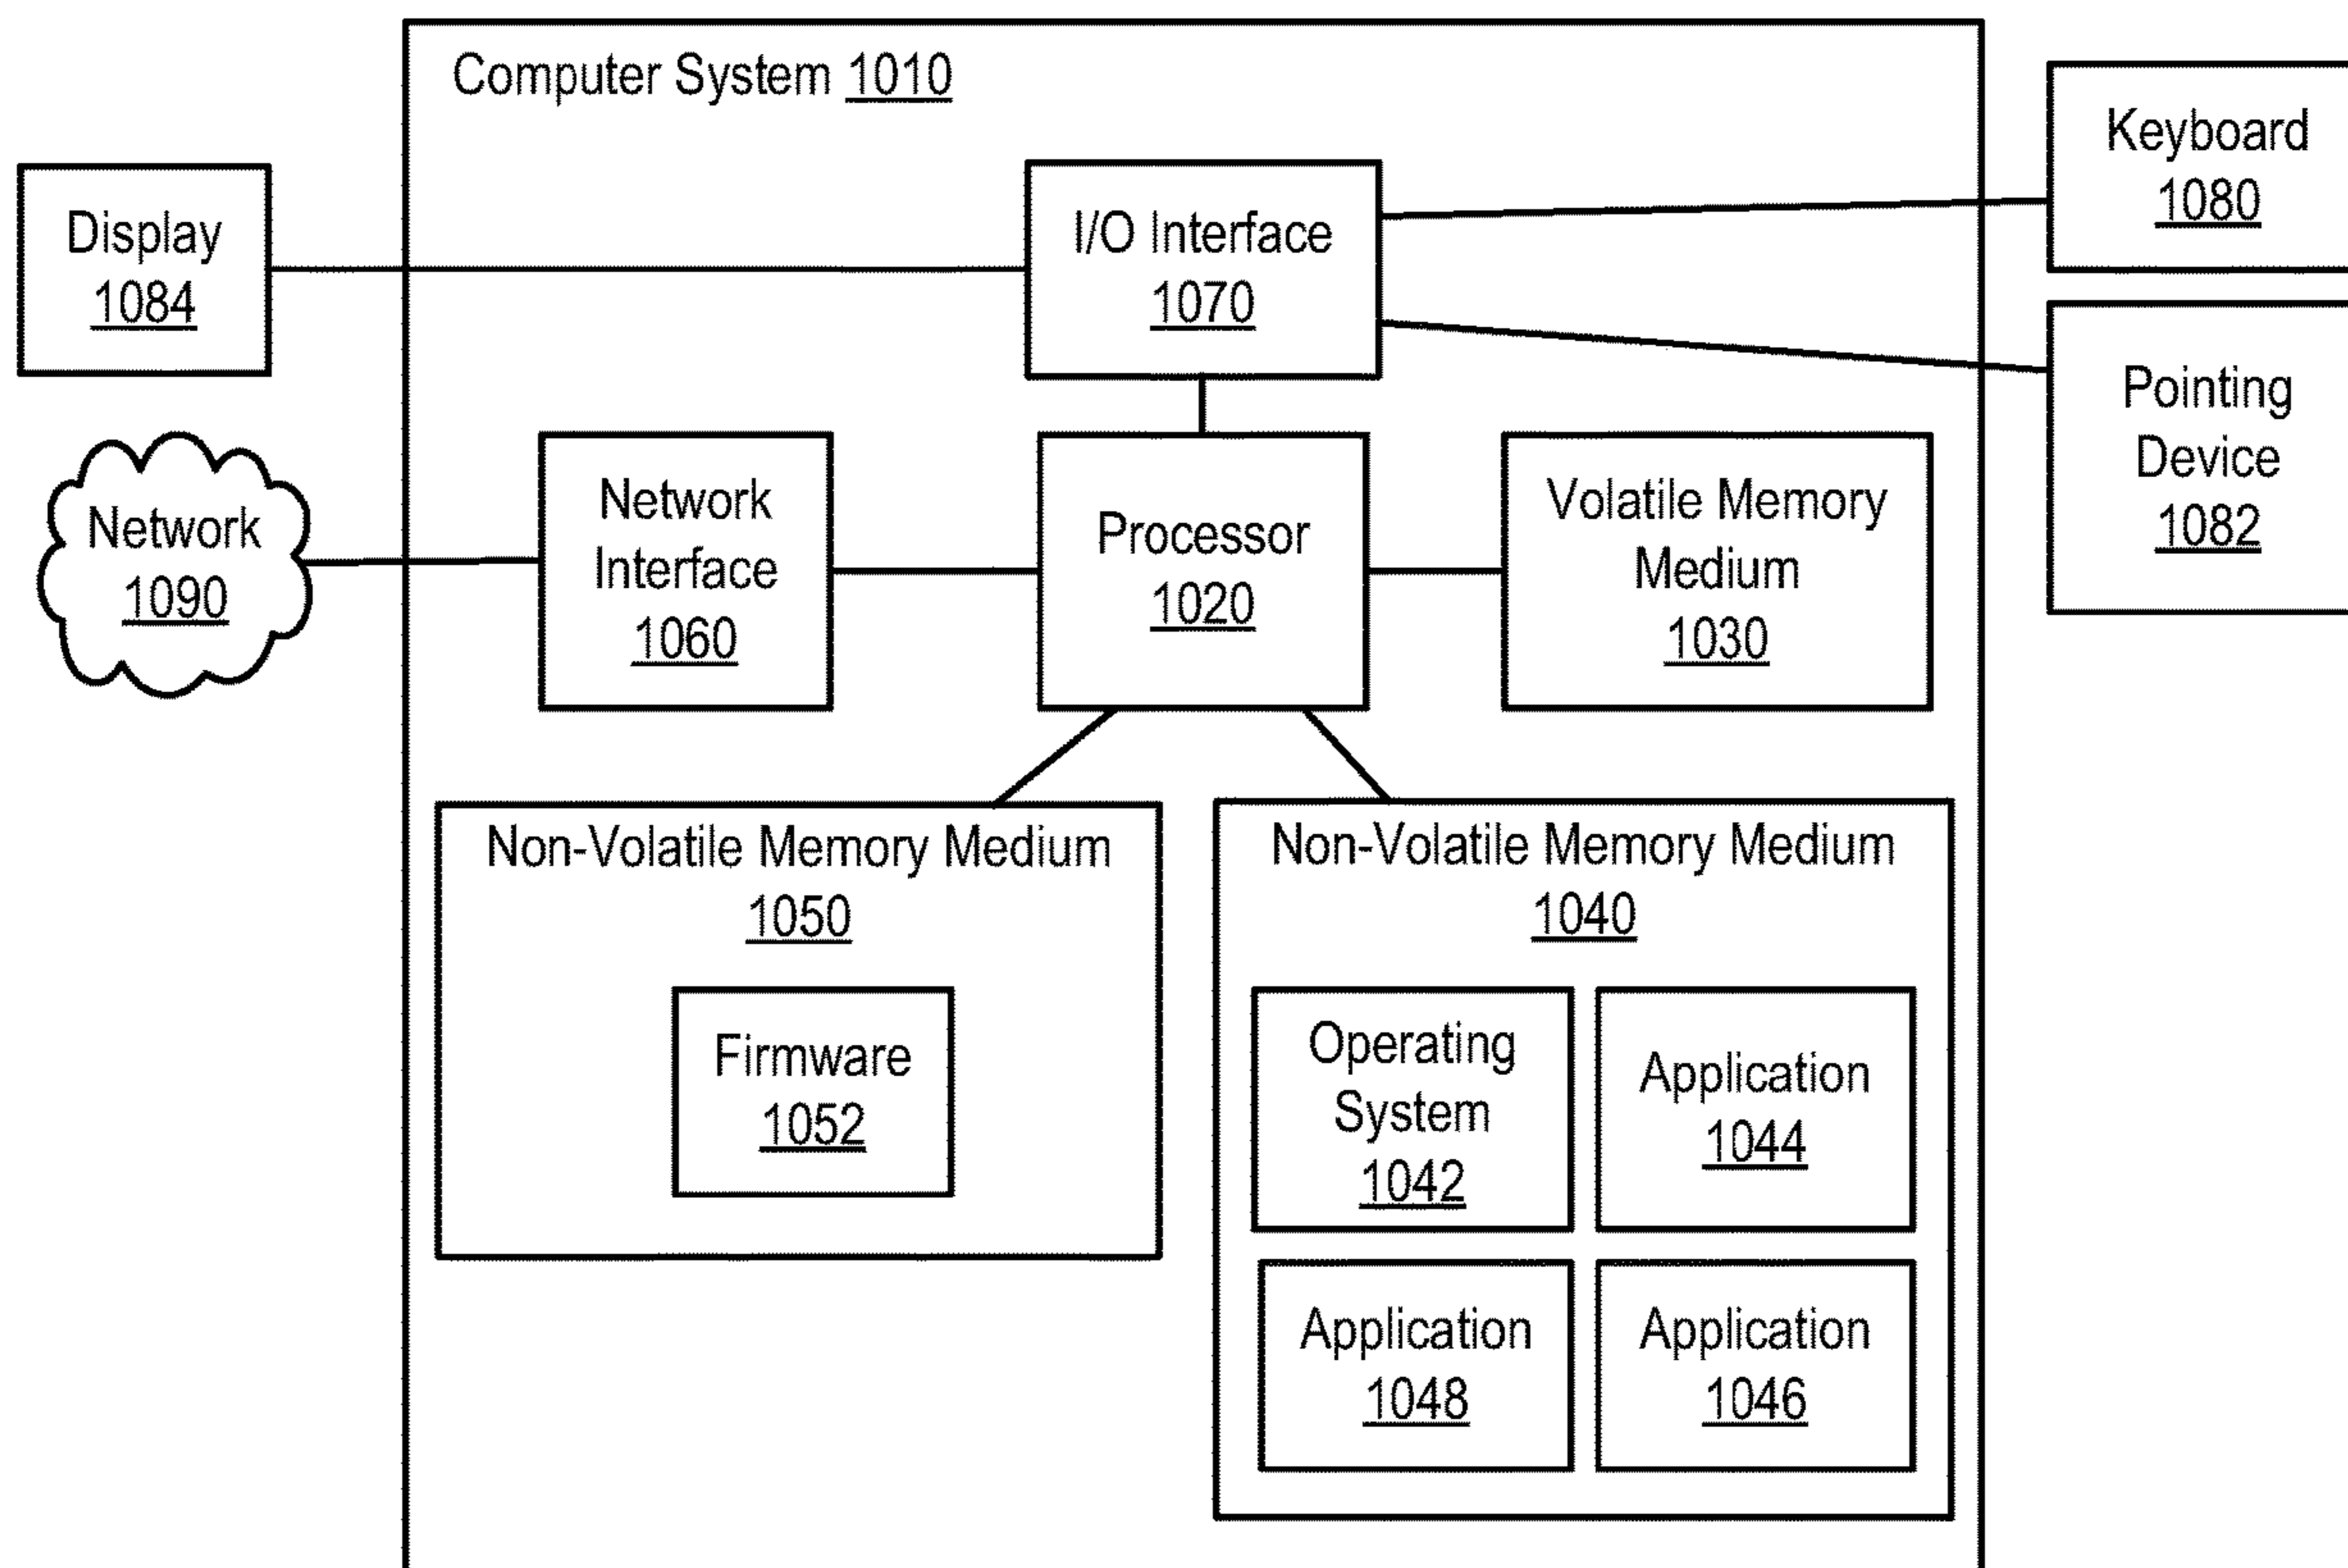 Computer System 1010
Display
1084
I/O Interface
1070
Keyboard
1080
Pointing
Device
1082
Network
1090
Network
Interface
1060
Processor
1020
Volatile Memory
Medium
1030
Non-Volatile Memory Medium
1050
Firmware
1052
Non-Volatile Memory Medium
1040
Operating
System
1042
Application
1044
Application
1048
Application
1046